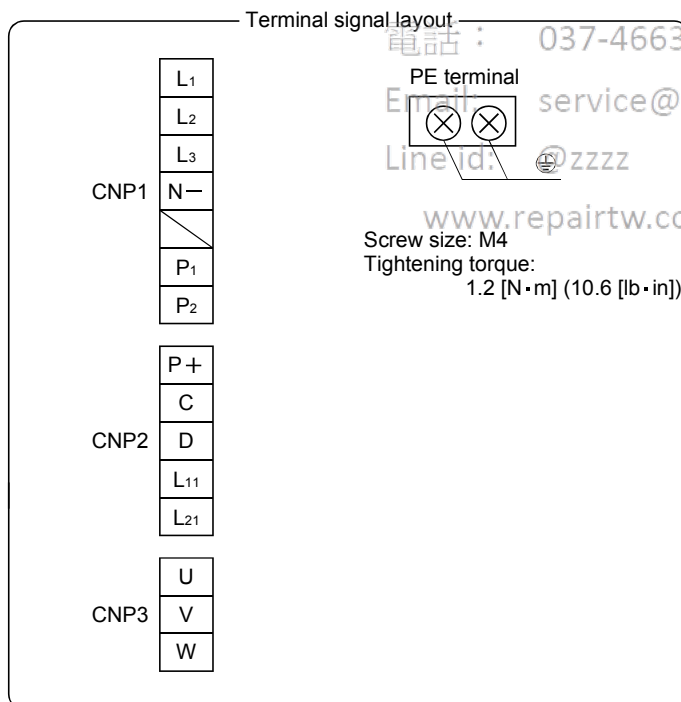 Terminal signal layout
電話： 037-4663
PE terminal
Email: service@
Line id: @zzzz
www.repairtw.co
Screw size: M4
Tightening torque:
1.2 [N・m] (10.6 [lb・in])
CNP1
L1
L2
L3
N−
P1
P2
CNP2
P+
C
D
L11
L21
CNP3
U
V
W